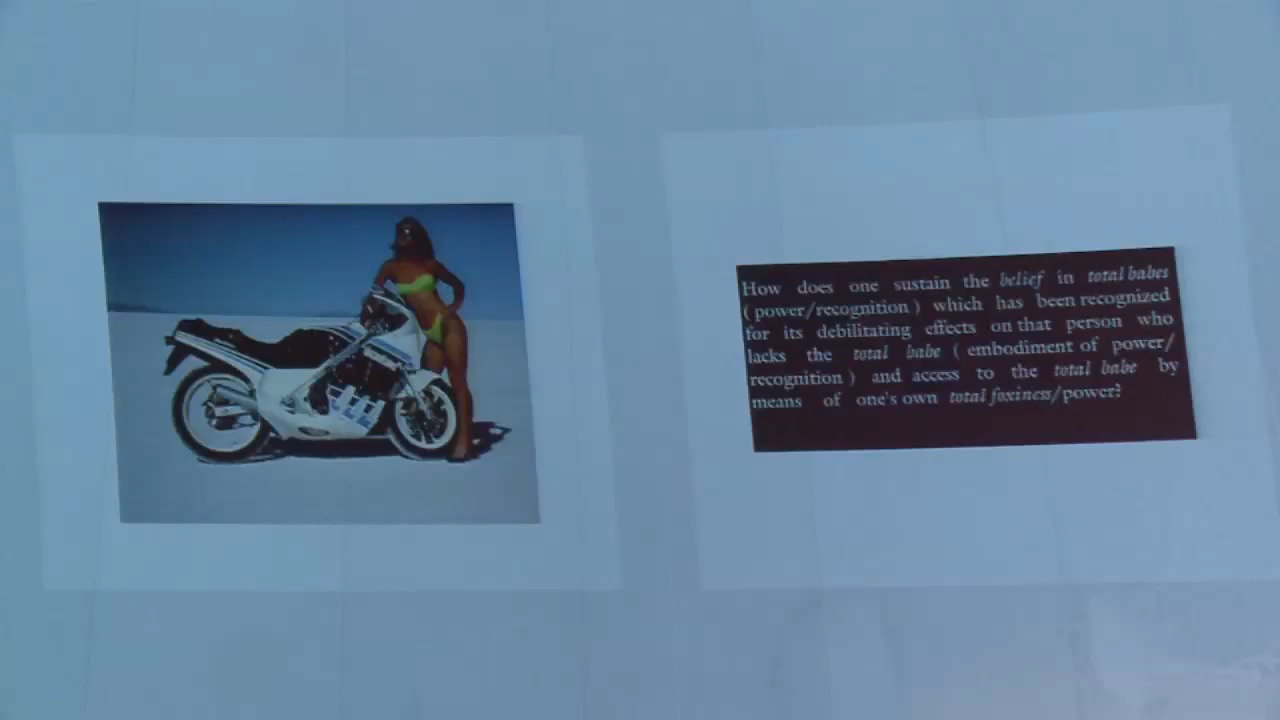 How does one sustain the belief in total babes
( power/recognition ) which has been recognized
for its debilitating effects on that person who
lacks the total babe ( embodiment of power/
recognition ) and access to the total babe by
means of one's own total foxiness/power?